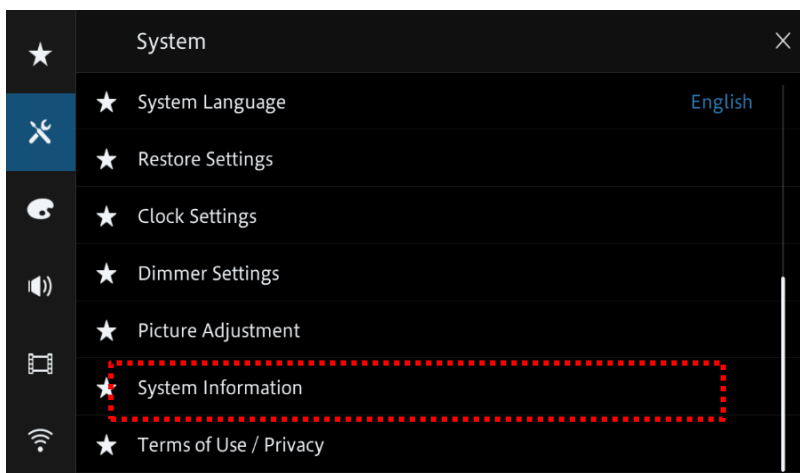 System
System Language English
Restore Settings
Clock Settings
Dimmer Settings
Picture Adjustment
System Information
Terms of Use / Privacy